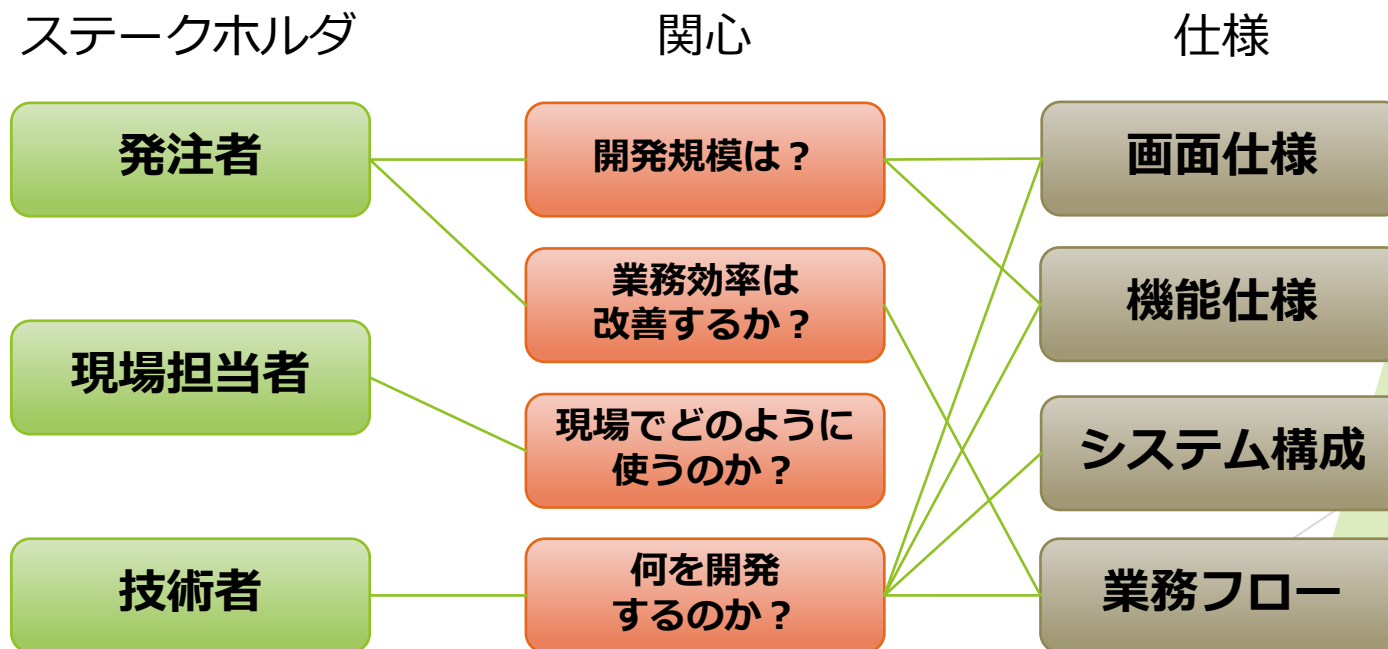 ステークホルダ
関心
仕様
発注者
開発規模は？
画面仕様
業務効率は
改善するか？
機能仕様
現場担当者
現場でどのように
使うのか？
システム構成
技術者
何を開発
するのか？
業務フロー